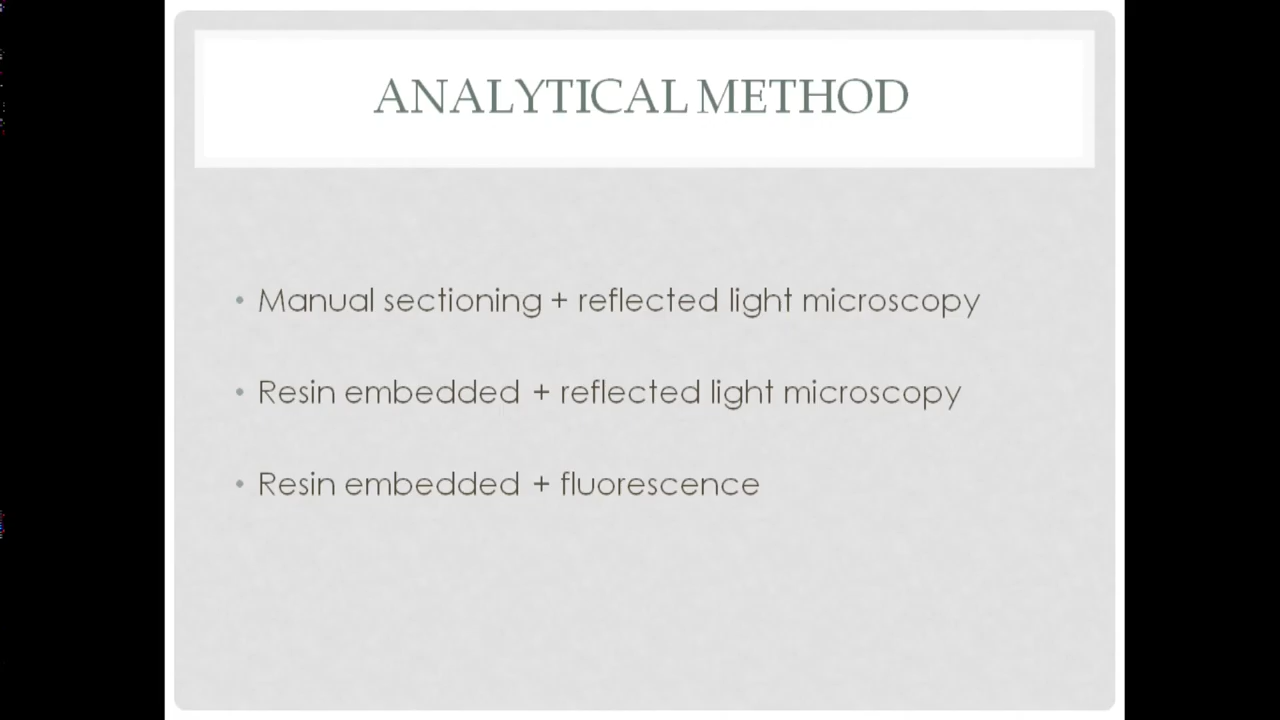 ANALYTICAL METHOD
• Manual sectioning + reflected light microscopy
• Resin embedded + reflected light microscopy
• Resin embedded + fluorescence